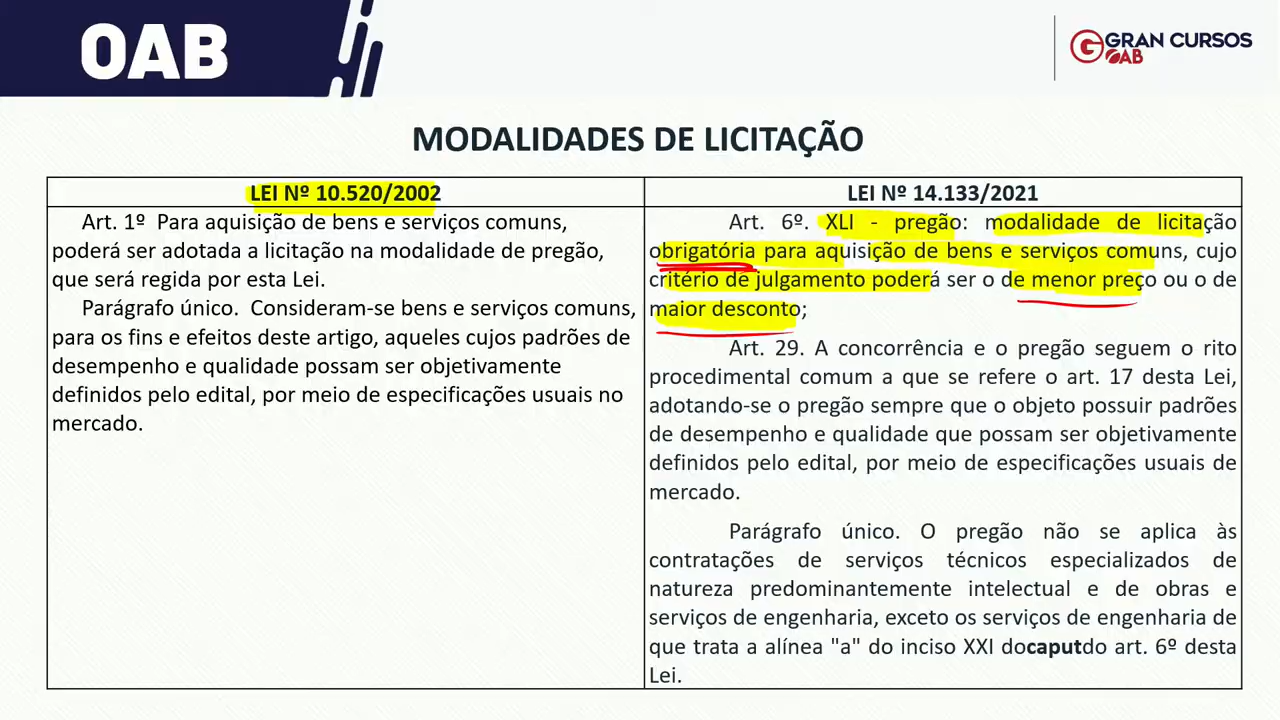 OAB
GRAN CURSOS
OAB
MODALIDADES DE LICITAÇÃO
LEI Nº 10.520/2002
Art. 1º Para aquisição de bens e serviços comuns,
poderá ser adotada a licitação na modalidade de pregão,
que será regida por esta Lei.
Parágrafo único. Consideram-se bens e serviços comuns,
para os fins e efeitos deste artigo, aqueles cujos padrões de
desempenho e qualidade possam ser objetivamente
definidos pelo edital, por meio de especificações usuais no
mercado.
LEI Nº 14.133/2021
Art. 6º. XLI - pregão: modalidade de licitação
obrigatória para aquisição de bens e serviços comuns, cujo
critério de julgamento poderá ser o de menor preço ou o de
maior desconto;
Art. 29. A concorrência e o pregão seguem o rito
procedimental comum a que se refere o art. 17 desta Lei,
adotando-se o pregão sempre que o objeto possuir padrões
de desempenho e qualidade que possam ser objetivamente
definidos pelo edital, por meio de especificações usuais de
mercado.
Parágrafo único. O pregão não se aplica às
contratações de serviços técnicos especializados de
natureza predominantemente intelectual e de obras e
serviços de engenharia, exceto os serviços de engenharia de
que trata a alínea "a" do inciso XXI docaputdo art. 6º desta
Lei.